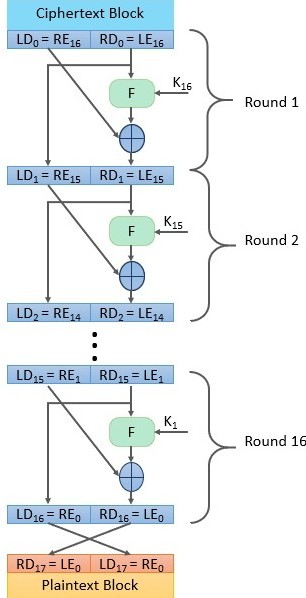 Ciphertext Block
LD₀ = RE₁₆ RD₀ = LE₁₆
K₁₆
F
Round 1
LD₁ = RE₁₅ RD₁ = LE₁₅
K₁₅
F
Round 2
LD₂ = RE₁₄ RD₂ = LE₁₄
LD₁₅ = RE₁ RD₁₅ = LE₁
K₁
F
Round 16
LD₁₆ = RE₀ RD₁₆ = LE₀
RD₁₇ = LE₀ LD₁₇ = RE₀
Plaintext Block